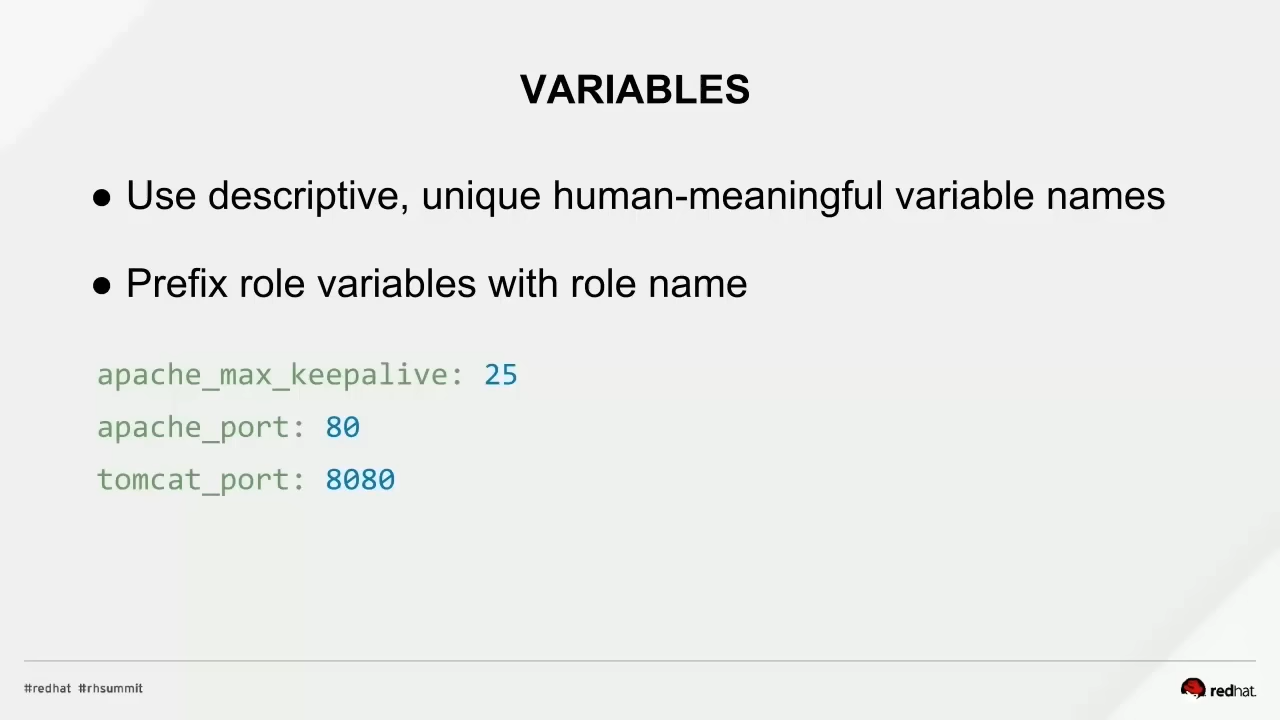 VARIABLES
● Use descriptive, unique human-meaningful variable names
● Prefix role variables with role name
apache_max_keepalive: 25
apache_port: 80
tomcat_port: 8080
#redhat #rhsummit
redhat.